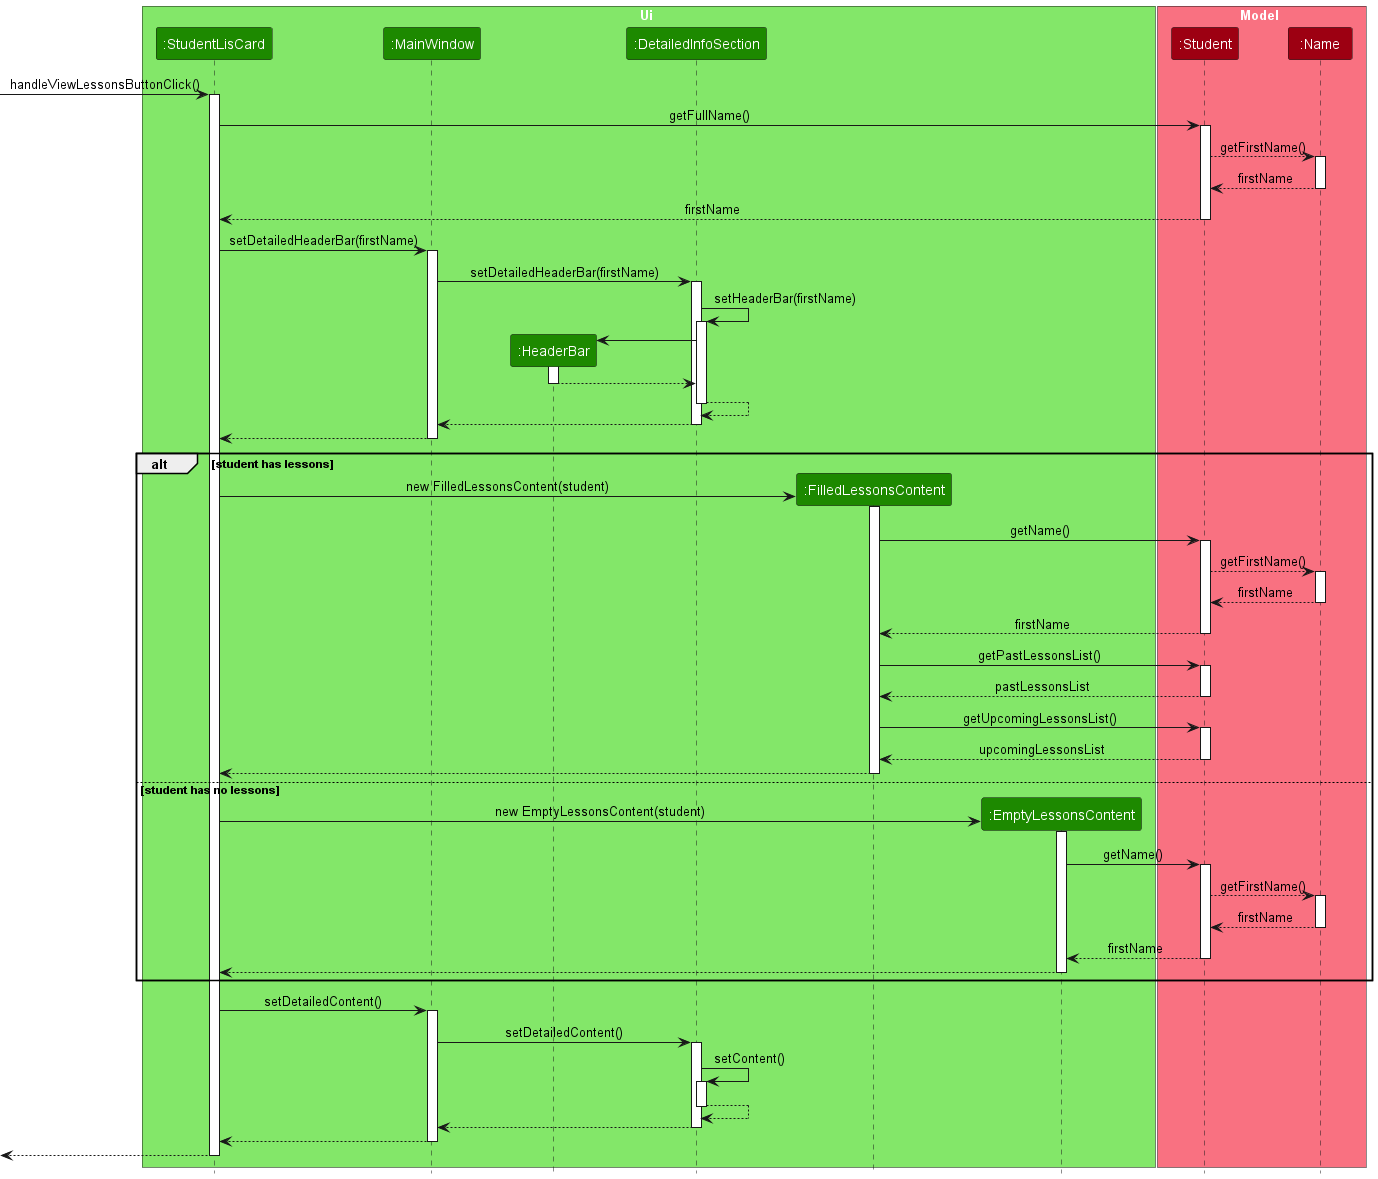 Ui
Model
:StudentLisCard
:MainWindow
:DetailedInfoSection
:Student
:Name
handleViewLessonsButtonClick()
getFullName()
getFirstName()
firstName
firstName
setDetailedHeaderBar(firstName)
setDetailedHeaderBar(firstName)
setHeaderBar(firstName)
:HeaderBar
alt
[student has lessons]
new FilledLessonsContent(student)
:FilledLessonsContent
getName()
getFirstName()
firstName
firstName
getPastLessonsList()
pastLessonsList
getUpcomingLessonsList()
upcomingLessonsList
[student has no lessons]
new EmptyLessonsContent(student)
:EmptyLessonsContent
getName()
getFirstName()
firstName
firstName
setDetailedContent()
setDetailedContent()
setContent()